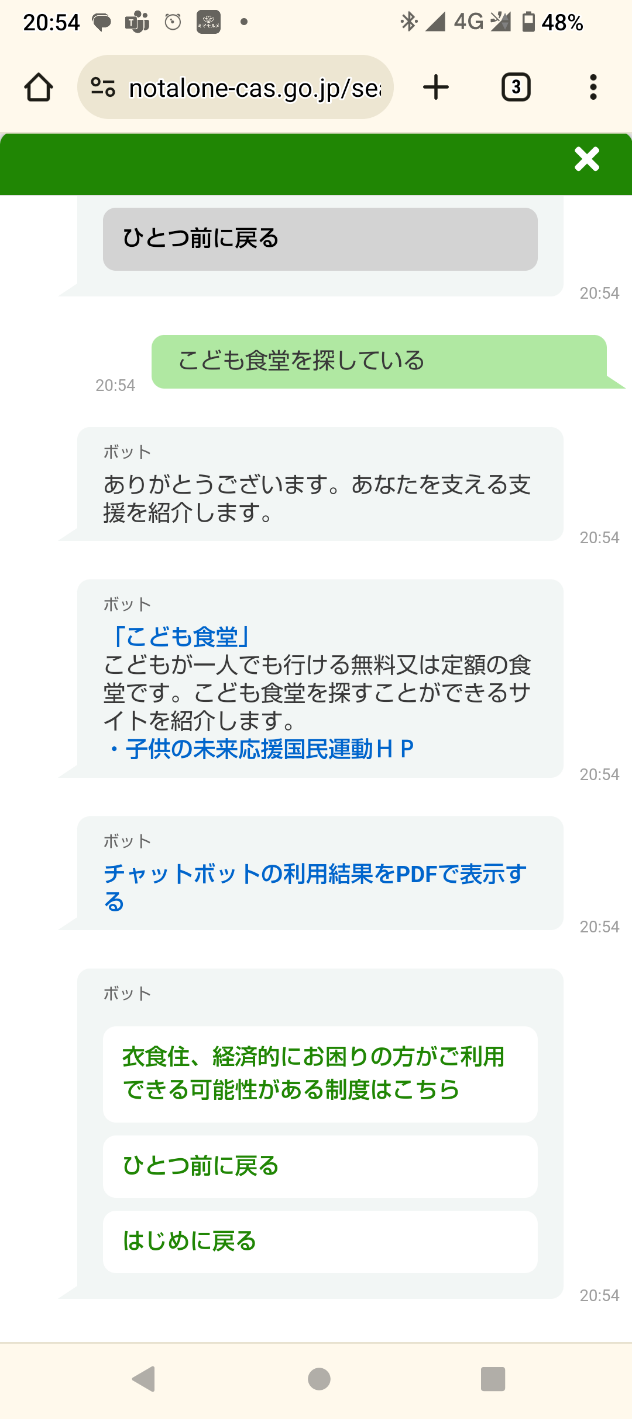 20:54
4G
48%
notalone-cas.go.jp/sea
3
ひとつ前に戻る
20:54
こども食堂を探している
20:54
ボット
ありがとうございます。あなたを支える支
援を紹介します。
20:54
ボット
「こども食堂」
こどもが一人でも行ける無料又は定額の食
堂です。こども食堂を探すことができるサ
イトを紹介します。
・子供の未来応援国民運動ＨＰ
20:54
ボット
チャットボットの利用結果をPDFで表示す
る
20:54
ボット
衣食住、経済的にお困りの方がご利用
できる可能性がある制度はこちら
ひとつ前に戻る
はじめに戻る
20:54